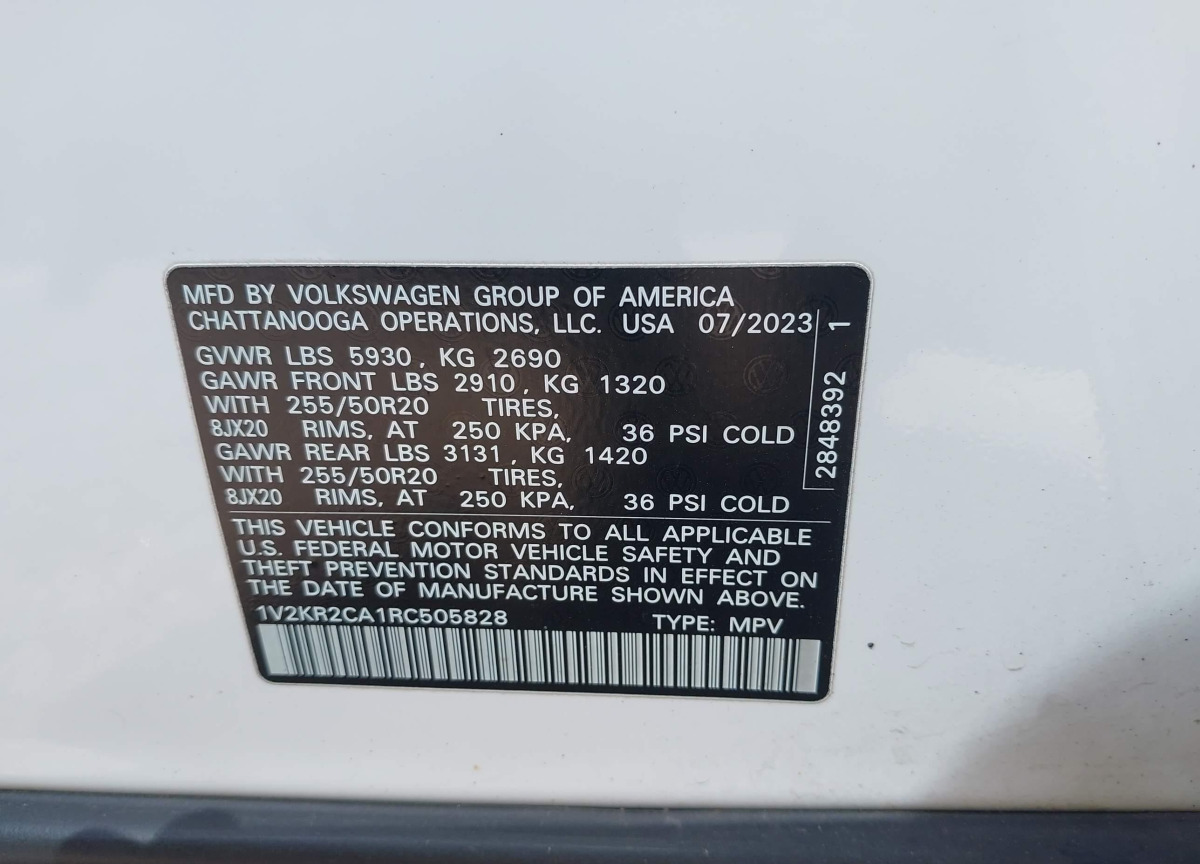 MFD BY VOLKSWAGEN GROUP OF AMERICA
CHATTANOOGA OPERATIONS, LLC. USA 07/2023
GVWR LBS 5930, KG 2690
GAWR FRONT LBS 2910, KG 1320
WITH 255/50R20 TIRES,
8JX20 RIMS, AT 250 KPA, 36 PSI COLD
GAWR REAR LBS 3131, KG 1420
WITH 255/50R20 TIRES,
8JX20 RIMS, AT 250 KPA, 36 PSI COLD
2848392 1
THIS VEHICLE CONFORMS TO ALL APPLICABLE
U.S. FEDERAL MOTOR VEHICLE SAFETY AND
THEFT PREVENTION STANDARDS IN EFFECT ON
THE DATE OF MANUFACTURE SHOWN ABOVE.
1V2KR2CA1RC505828 TYPE: MPV